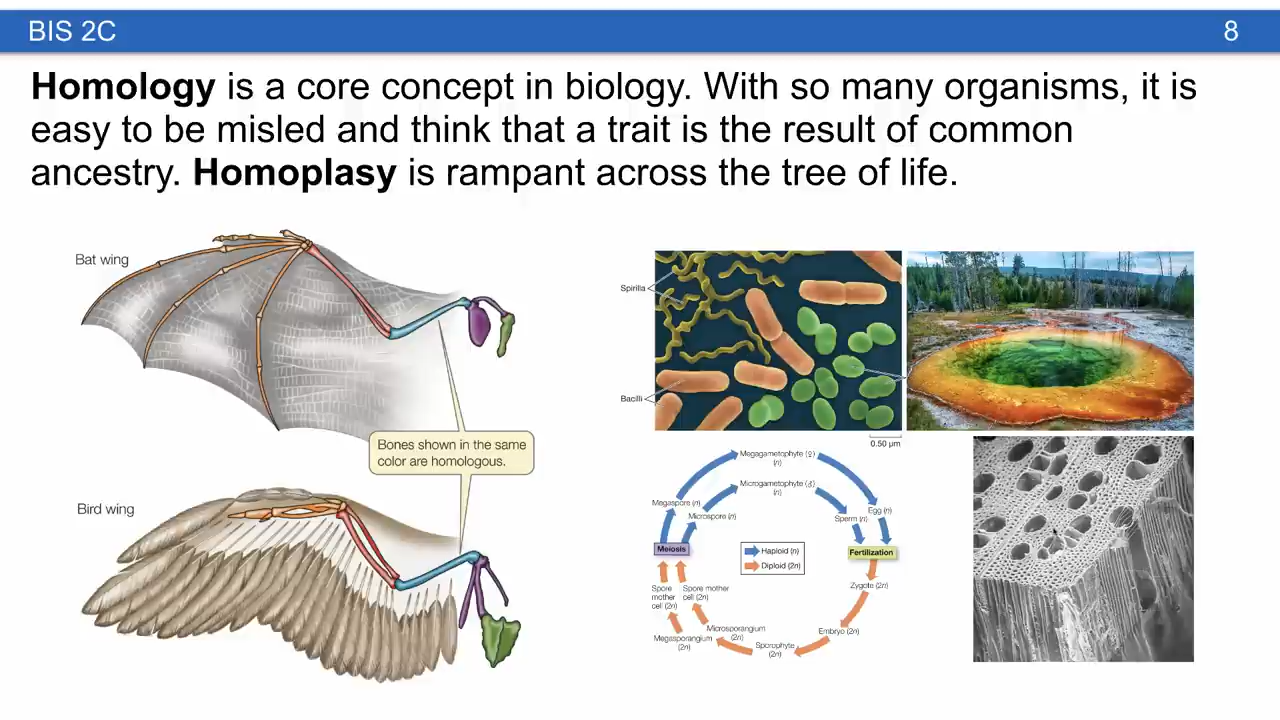 BIS 2C
8
Homology is a core concept in biology. With so many organisms, it is
easy to be misled and think that a trait is the result of common
ancestry. Homoplasy is rampant across the tree of life.
Bat wing
Bones shown in the same
color are homologous.
Bird wing
Spirilla
Bacilli
0.50 µm
Megagametophyte (♀)
(n)
Microgametophyte (♂)
(n)
Megaspore (n)
Microspore (n)
Egg (n)
Sperm (n)
Meiosis
Haploid (n)
Diploid (2n)
Fertilization
Zygote (2n)
Spore
mother
cell (2n)
Spore mother
cell (2n)
Embryo (2n)
Microsporangium
(2n)
Megasporangium
(2n)
Sporophyte
(2n)